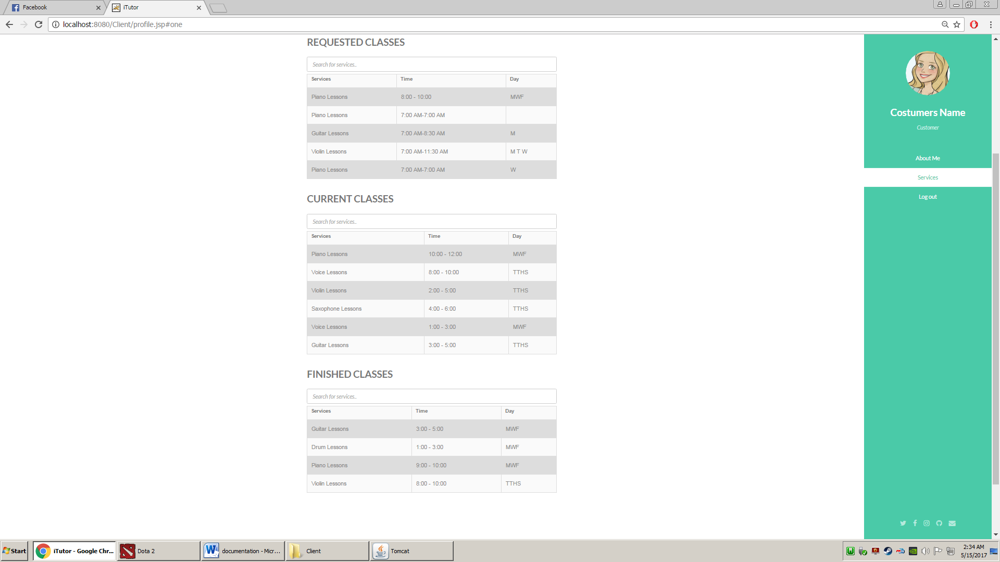 Facebook
iTutor
localhost:8080/Client/profile.jsp#one
REQUESTED CLASSES
Search for services..
Services Time Day
Piano Lessons 8:00 - 10:00 MWF
Piano Lessons 7:00 AM-7:00 AM
Guitar Lessons 7:00 AM-8:30 AM M
Violin Lessons 7:00 AM-11:30 AM M T W
Piano Lessons 7:00 AM-7:00 AM W
CURRENT CLASSES
Search for services..
Services Time Day
Piano Lessons 10:00 - 12:00 MWF
Voice Lessons 8:00 - 10:00 TTHS
Violin Lessons 2:00 - 5:00 TTHS
Saxophone Lessons 4:00 - 6:00 TTHS
Voice Lessons 1:00 - 3:00 MWF
Guitar Lessons 3:00 - 5:00 TTHS
FINISHED CLASSES
Search for services..
Services Time Day
Guitar Lessons 3:00 - 5:00 MWF
Drum Lessons 1:00 - 3:00 MWF
Piano Lessons 9:00 - 10:00 MWF
Violin Lessons 8:00 - 10:00 TTHS
Costumers Name
Customer
About Me
Services
Log out
Start
iTutor - Google Chr...
Dota 2
documentation - Micr...
Client
Tomcat
2:34 AM
5/15/2017